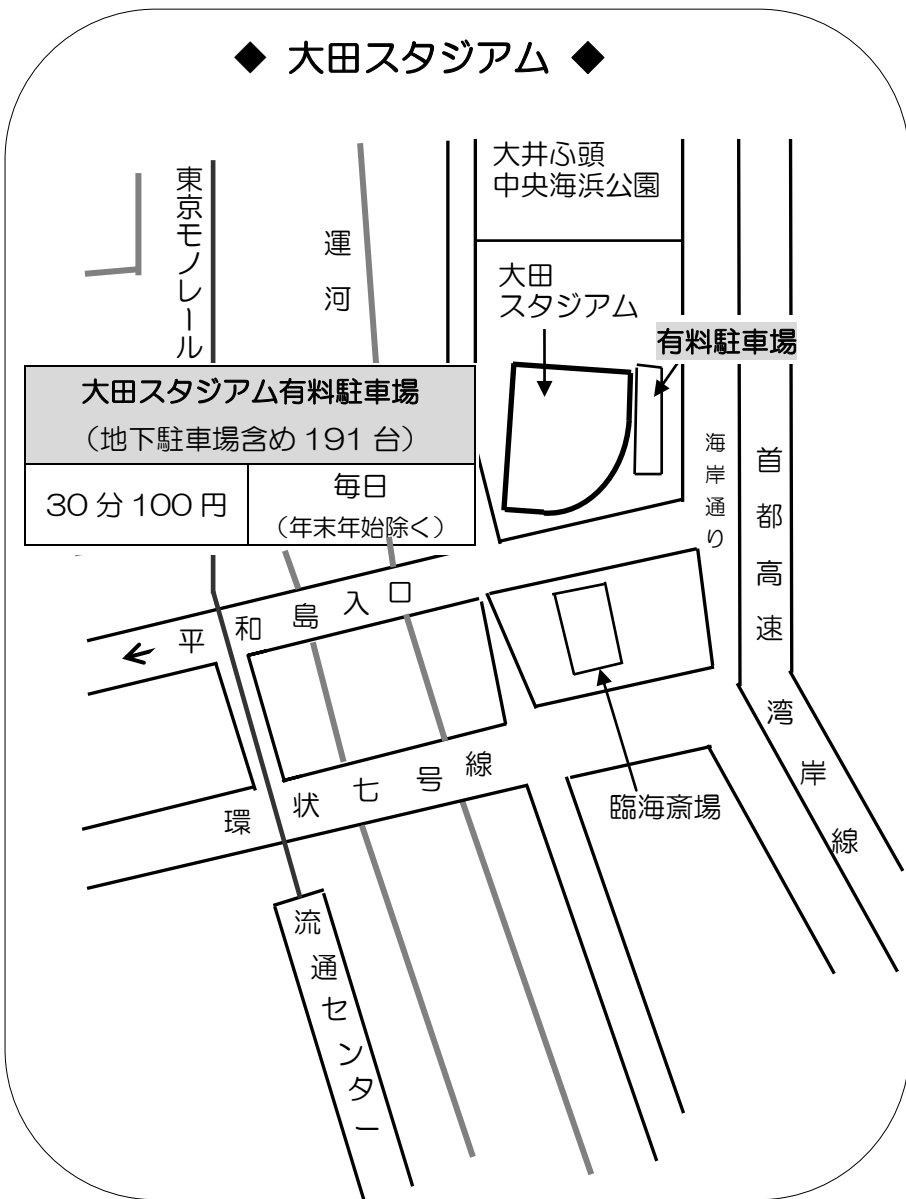 ◆ 大田スタジアム ◆
大井ふ頭
中央海浜公園
東京モノレール
運河
大田
スタジアム
有料駐車場
大田スタジアム有料駐車場
（地下駐車場含め 191 台）
30 分 100 円
毎日
（年末年始除く）
海岸通り
首都高速
湾岸線
平和島入口
環状七号線
臨海斎場
流通センター